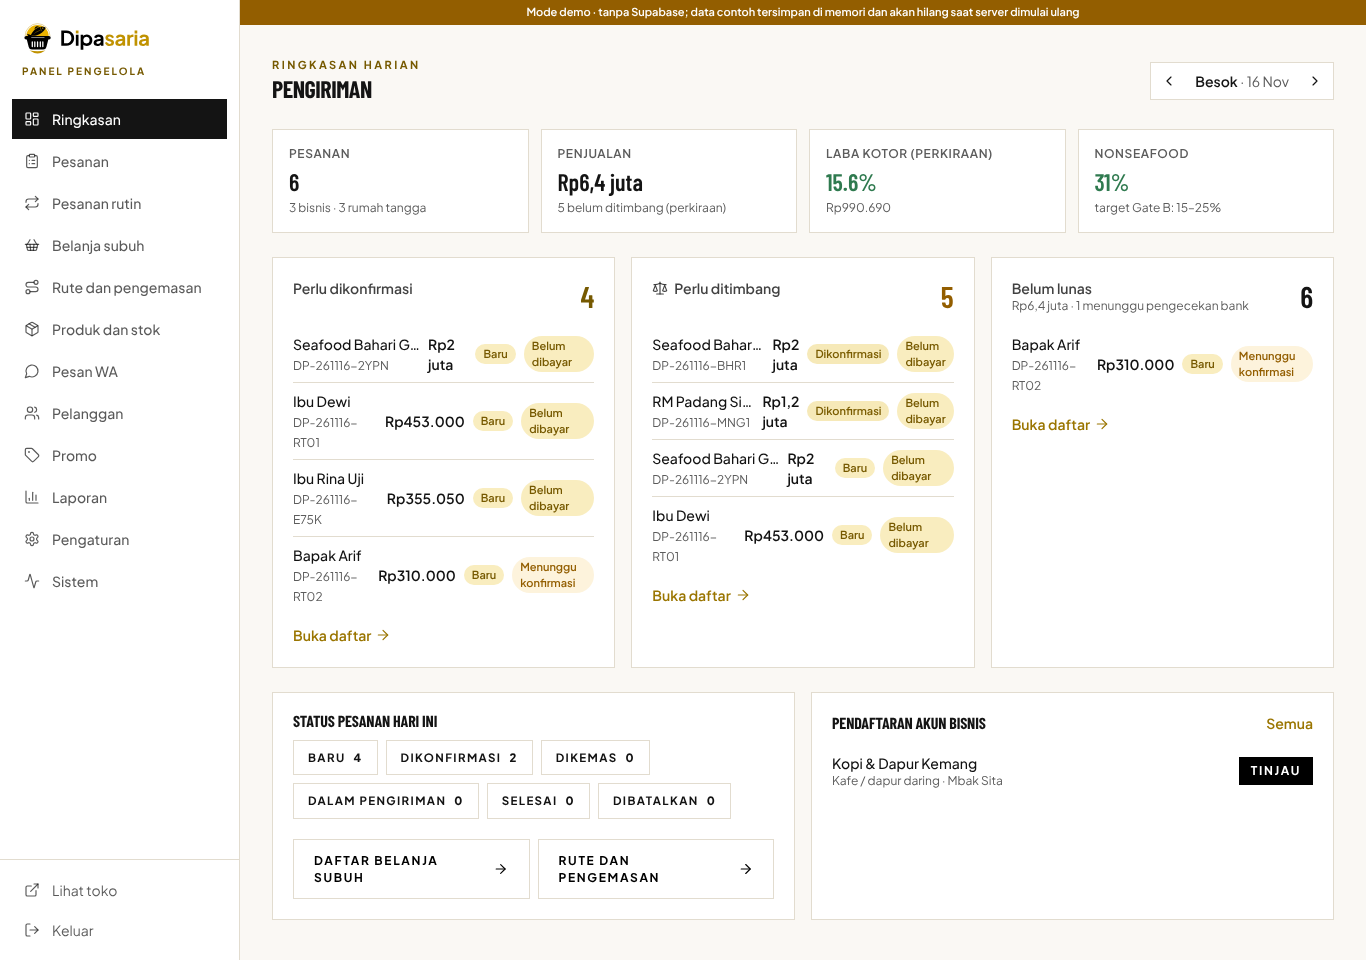 Mode demo · tanpa Supabase; data contoh tersimpan di memori dan akan hilang saat server dimulai ulang
Dipasaria
PANEL PENGELOLA
Ringkasan
Pesanan
Pesanan rutin
Belanja subuh
Rute dan pengemasan
Produk dan stok
Pesan WA
Pelanggan
Promo
Laporan
Pengaturan
Sistem
Lihat toko
Keluar
RINGKASAN HARIAN
PENGIRIMAN
Besok · 16 Nov
PESANAN
6
3 bisnis · 3 rumah tangga
PENJUALAN
Rp6,4 juta
5 belum ditimbang (perkiraan)
LABA KOTOR (PERKIRAAN)
15.6%
Rp990.690
NONSEAFOOD
31%
target Gate B: 15–25%
Perlu dikonfirmasi
4
Seafood Bahari G... Rp2 juta Baru Belum dibayar
DP-261116-2YPN
Ibu Dewi
DP-261116-RT01
Rp453.000 Baru Belum dibayar
Ibu Rina Uji
DP-261116-E75K
Rp355.050 Baru Belum dibayar
Bapak Arif
DP-261116-RT02
Rp310.000 Baru Menunggu konfirmasi
Buka daftar
Perlu ditimbang
5
Seafood Bahar... Rp2 juta Dikonfirmasi Belum dibayar
DP-261116-BHR1
RM Padang Si... Rp1,2 juta Dikonfirmasi Belum dibayar
DP-261116-MNG1
Seafood Bahari G... Rp2 juta Baru Belum dibayar
DP-261116-2YPN
Ibu Dewi
DP-261116-RT01
Rp453.000 Baru Belum dibayar
Buka daftar
Belum lunas
Rp6,4 juta · 1 menunggu pengecekan bank
6
Bapak Arif
DP-261116-RT02
Rp310.000 Baru Menunggu konfirmasi
Buka daftar
STATUS PESANAN HARI INI
BARU 4
DIKONFIRMASI 2
DIKEMAS 0
DALAM PENGIRIMAN 0
SELESAI 0
DIBATALKAN 0
DAFTAR BELANJA SUBUH
RUTE DAN PENGEMASAN
PENDAFTARAN AKUN BISNIS
Semua
Kopi & Dapur Kemang
Kafe / dapur daring · Mbak Sita
TINJAU